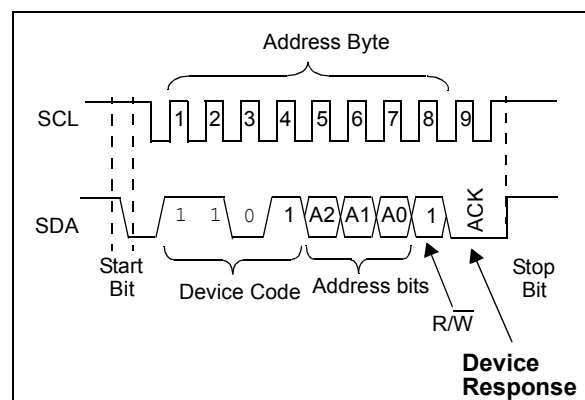 Address Byte
SCL 1 2 3 4 5 6 7 8 9
SDA 1 1 0 1 A2 A1 A0 1 ACK
Start Bit
Device Code
Address bits
R/W̅
Stop Bit
Device Response